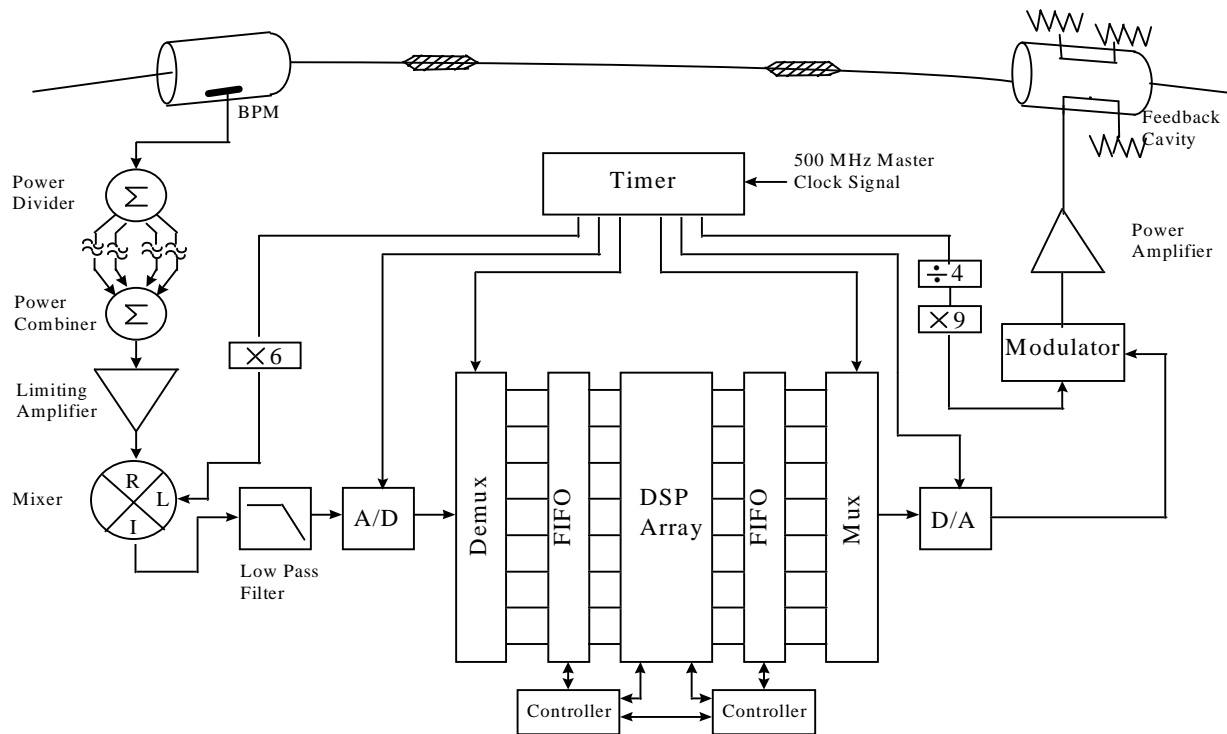 BPM
Feedback
Cavity
500 MHz Master
Clock Signal
Timer
Power
Divider
Σ
Power
Amplifier
÷4
Power
Combiner
Σ
×9
×6
Modulator
Limiting
Amplifier
Mixer
R
L
I
A/D
Demux
FIFO
DSP
Array
FIFO
Mux
D/A
Low Pass
Filter
Controller
Controller